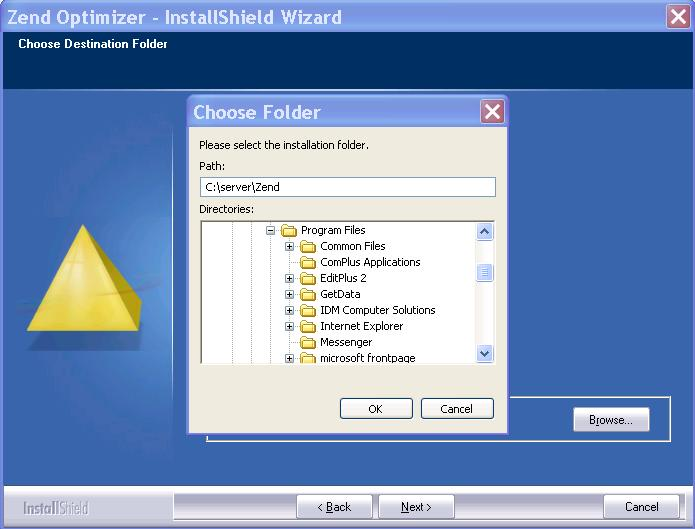 Zend Optimizer - InstallShield Wizard
Choose Destination Folder
Choose Folder
Please select the installation folder.
Path:
C:\server\Zend
Directories:
Program Files
Common Files
ComPlus Applications
EditPlus 2
GetData
IDM Computer Solutions
Internet Explorer
Messenger
microsoft frontpage
OK
Cancel
Browse...
InstallShield
< Back
Next >
Cancel